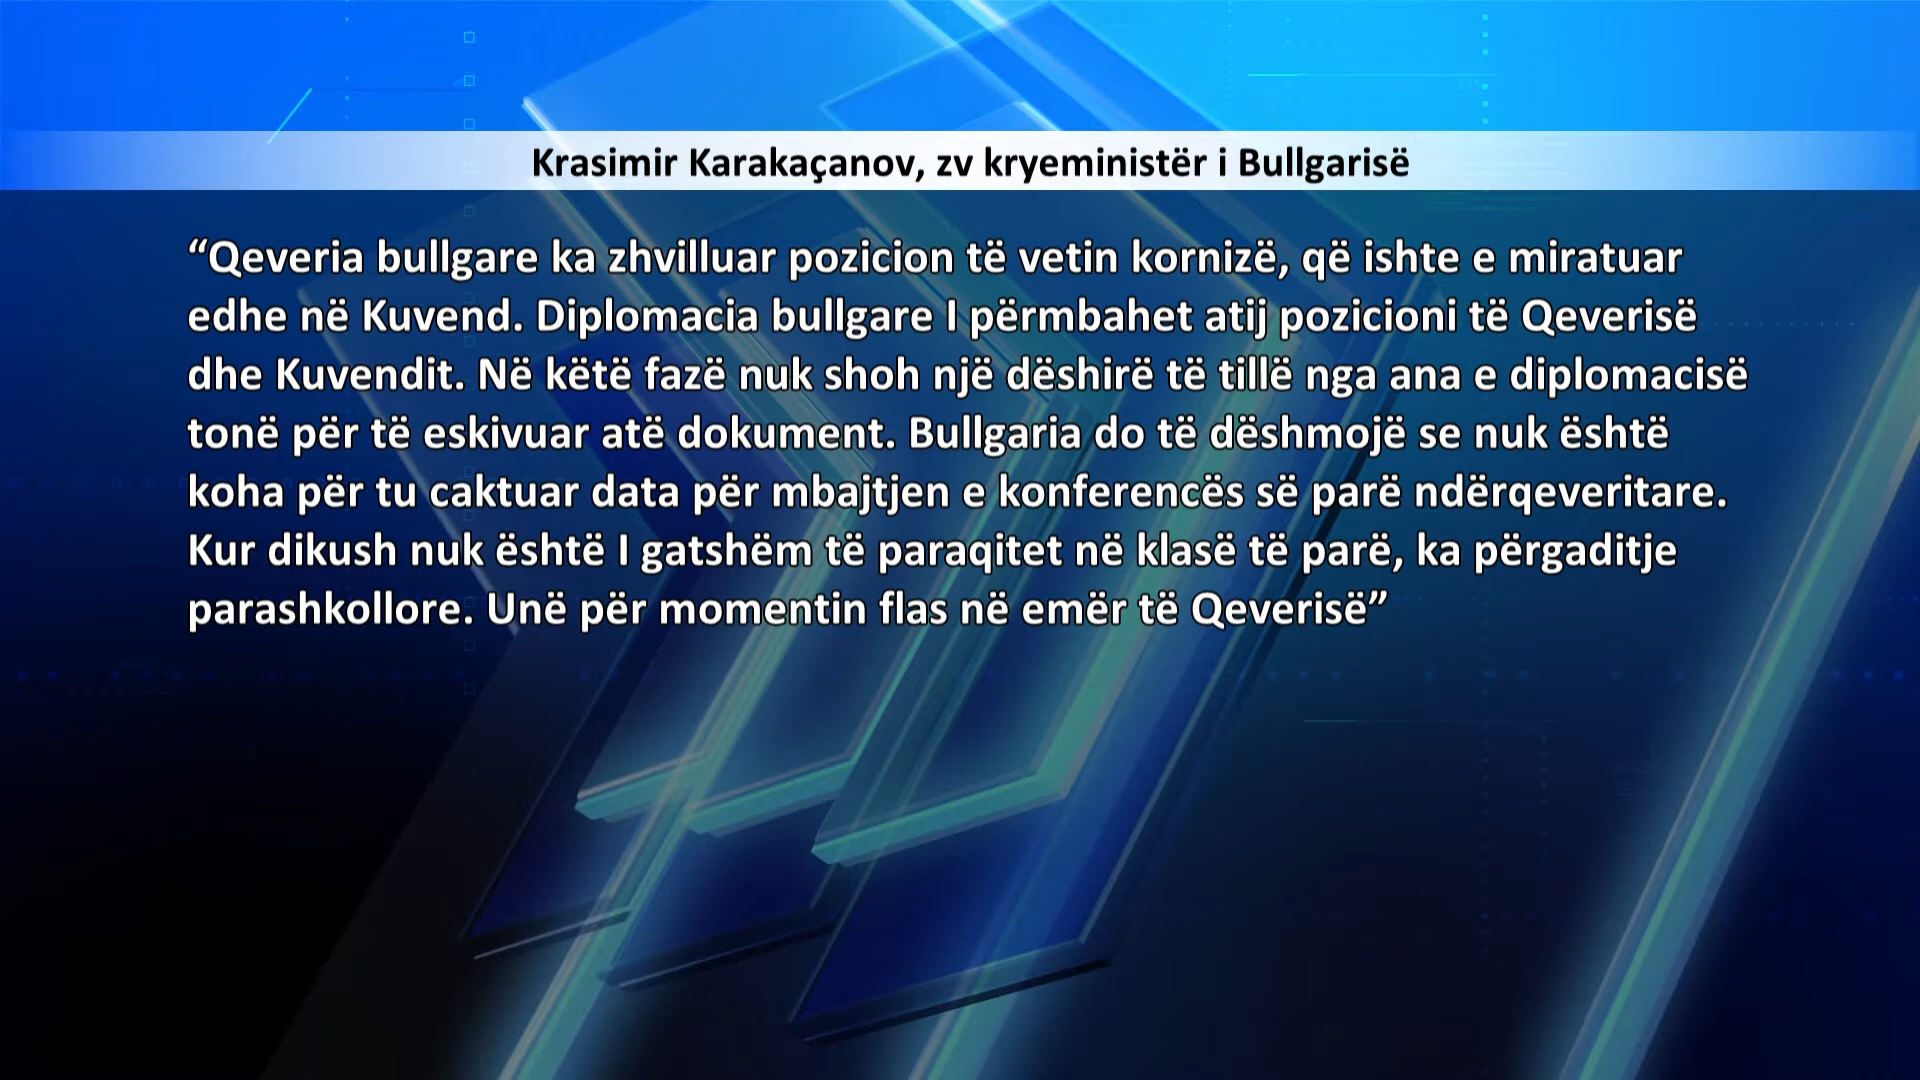 Krasimir Karakaçanov, zv kryeministër i Bullgarisë
“Qeveria bullgare ka zhvilluar pozicion të vetin kornizë, që ishte e miratuar
edhe në Kuvend. Diplomacia bullgare I përmbahet atij pozicioni të Qeverisë
dhe Kuvendit. Në këtë fazë nuk shoh një dëshirë të tillë nga ana e diplomacisë
tonë për të eskivuar atë dokument. Bullgaria do të dëshmojë se nuk është
koha për tu caktuar data për mbajtjen e konferencës së parë ndërqeveritare.
Kur dikush nuk është I gatshëm të paraqitet në klasë të parë, ka përgaditje
parashkollore. Unë për momentin flas në emër të Qeverisë”